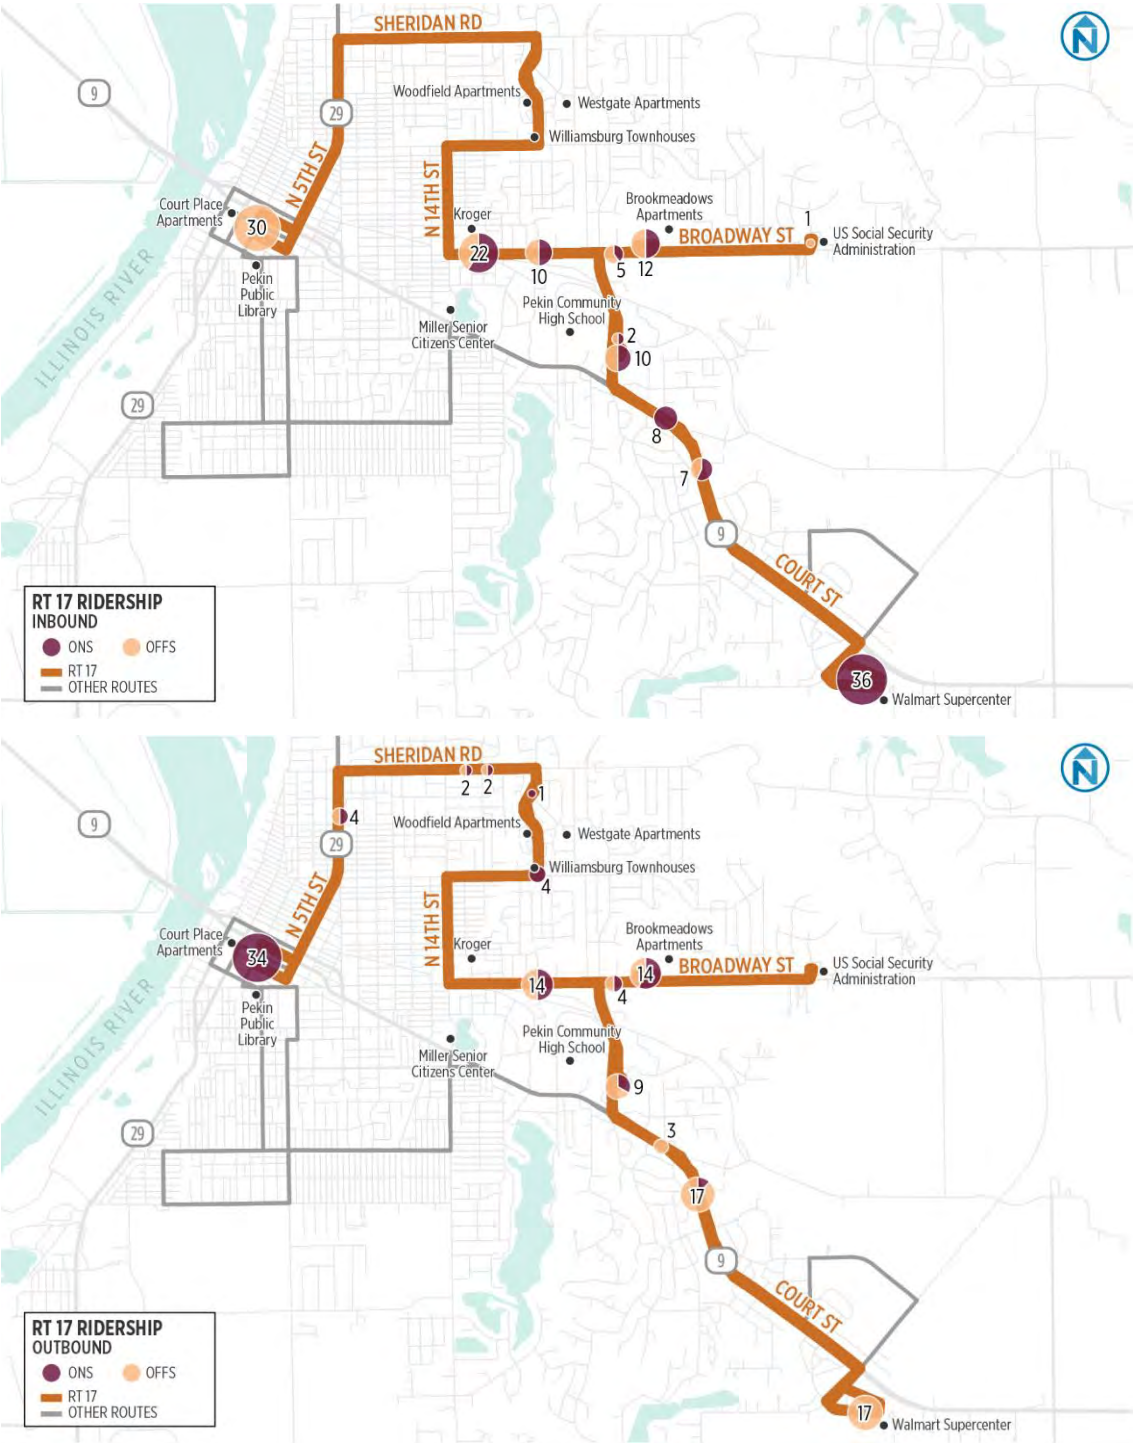 SHERIDAN RD
N
9
Woodfield Apartments
Westgate Apartments
29
Williamsburg Townhouses
N 5TH ST
N 14TH ST
Court Place
Apartments
30
Kroger
22
10
5
12
Brookmeadows
Apartments
BROADWAY ST
1
US Social Security
Administration
Pekin
Public
Library
ILLINOIS RIVER
Miller Senior
Citizens Center
Pekin Community
High School
2
10
29
8
7
9
COURT ST
36
Walmart Supercenter
RT 17 RIDERSHIP
INBOUND
ONS
OFFS
RT 17
OTHER ROUTES
SHERIDAN RD
N
2
2
1
9
4
Woodfield Apartments
Westgate Apartments
29
Williamsburg Townhouses
4
N 5TH ST
N 14TH ST
Court Place
Apartments
34
Kroger
14
4
14
Brookmeadows
Apartments
BROADWAY ST
US Social Security
Administration
Pekin
Public
Library
ILLINOIS RIVER
Miller Senior
Citizens Center
Pekin Community
High School
9
29
3
17
9
COURT ST
17
Walmart Supercenter
RT 17 RIDERSHIP
OUTBOUND
ONS
OFFS
RT 17
OTHER ROUTES